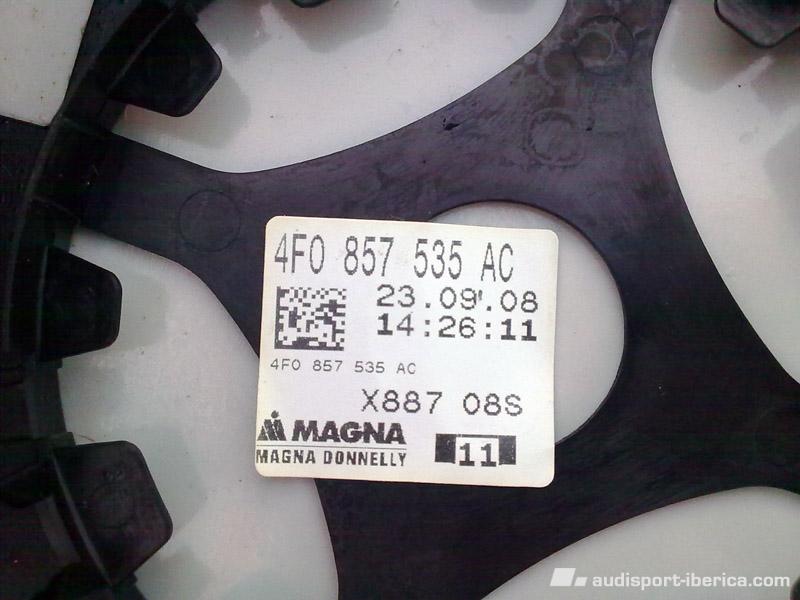 4F0 857 535 AC
23.09'.08
14:26:11
4F0 857 535 AC
X887 08S
MAGNA
MAGNA DONNELLY
11
audisport-iberica.com